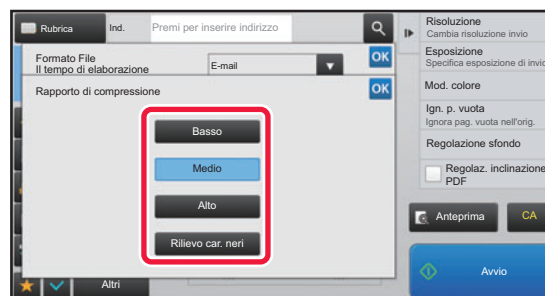 Rubrica
Ind.
Premi per inserire indirizzo
Formato File
Il tempo di elaborazione
E-mail
OK
Rapporto di compressione
OK
Basso
Medio
Alto
Rilievo car. neri
Altri
Risoluzione
Cambia risoluzione invio
Esposizione
Specifica esposizione di invio
Mod. colore
Ign. p. vuota
Ignora pag. vuota nell'orig.
Regolazione sfondo
Regolaz. inclinazione
PDF
Anteprima
CA
Avvio